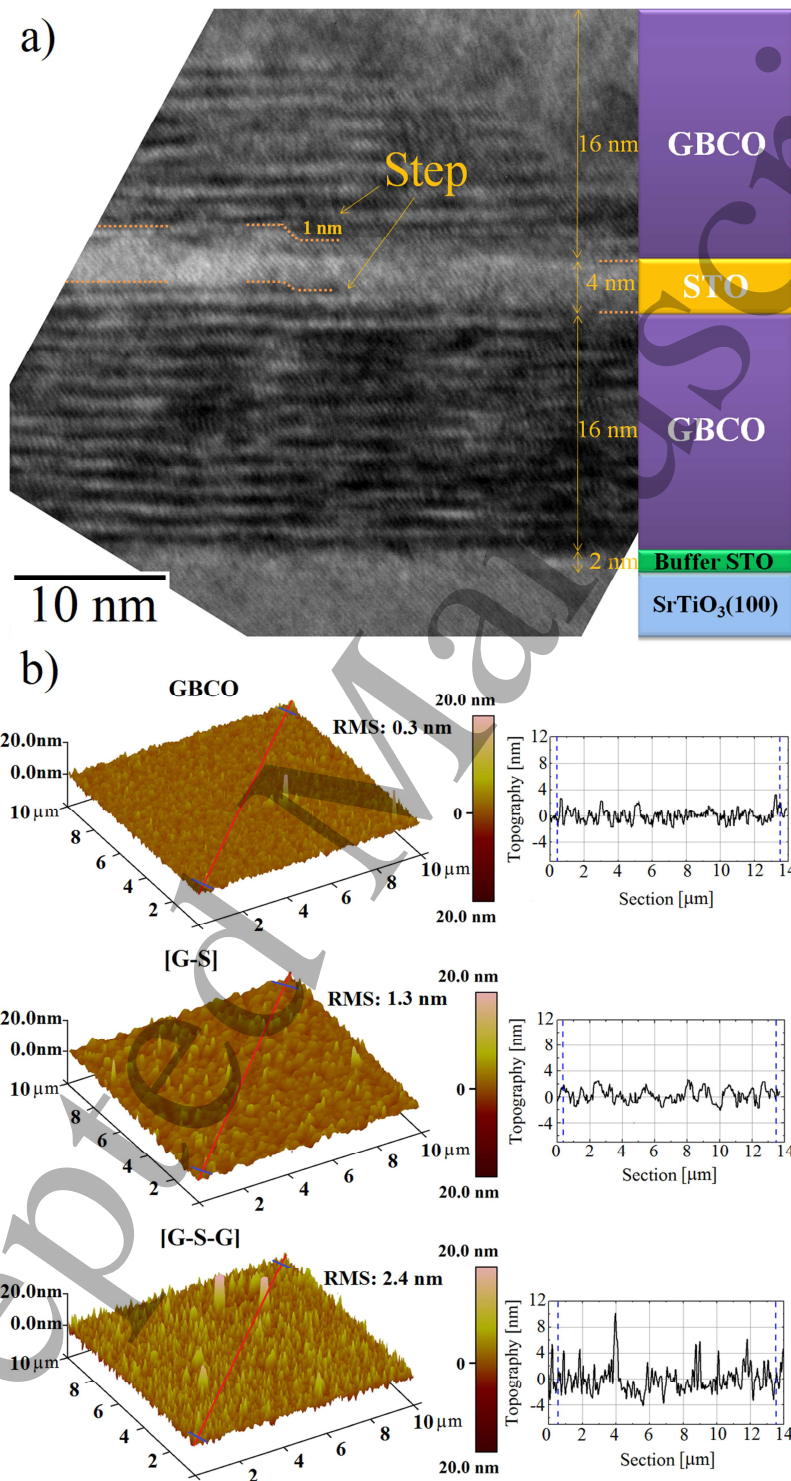 a)
GBCO
16 nm
Step
1 nm
4 nm
STO
16 nm
GBCO
2 nm
Buffer STO
10 nm
SrTiO₃(100)
b)
GBCO
20.0 nm
RMS: 0.3 nm
20.0nm
0.0nm
10 μm
8
6
4
2
2
4
6
8
10 μm
0
20.0 nm
Topography [nm]
12
8
4
0
-4
0 2 4 6 8 10 12 14
Section [μm]
[G-S]
20.0 nm
RMS: 1.3 nm
20.0nm
0.0nm
10 μm
8
6
4
2
2
4
6
8
10 μm
0
20.0 nm
Topography [nm]
12
8
4
0
-4
0 2 4 6 8 10 12 14
Section [μm]
[G-S-G]
20.0 nm
RMS: 2.4 nm
20.0nm
0.0nm
10 μm
8
6
4
2
2
4
6
8
10 μm
0
20.0 nm
Topography [nm]
12
8
4
0
-4
0 2 4 6 8 10 12 14
Section [μm]